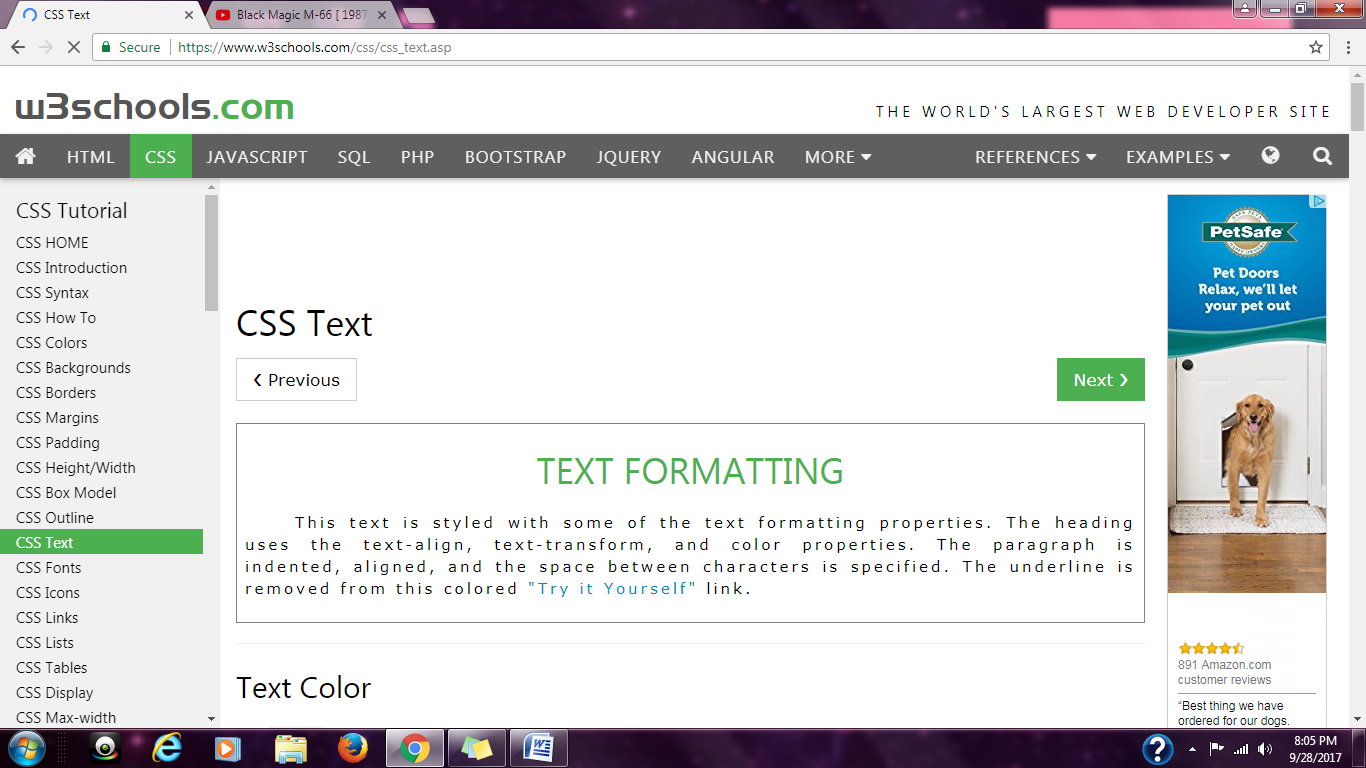 CSS Text
Black Magic M-66 [ 1987
Secure
https://www.w3schools.com/css/css_text.asp
w3schools.com
THE WORLD'S LARGEST WEB DEVELOPER SITE
HTML CSS JAVASCRIPT SQL PHP BOOTSTRAP JQUERY ANGULAR MORE REFERENCES EXAMPLES
CSS Tutorial
CSS HOME
CSS Introduction
CSS Syntax
CSS How To
CSS Colors
CSS Backgrounds
CSS Borders
CSS Margins
CSS Padding
CSS Height/Width
CSS Box Model
CSS Outline
CSS Text
CSS Fonts
CSS Icons
CSS Links
CSS Lists
CSS Tables
CSS Display
CSS Max-width
CSS Text
❮ Previous
Next ❯
TEXT FORMATTING
This text is styled with some of the text formatting properties. The heading
uses the text-align, text-transform, and color properties. The paragraph is
indented, aligned, and the space between characters is specified. The underline is
removed from this colored "Try it Yourself" link.
Text Color
PetSafe
Pet Doors
Relax, we'll let
your pet out
891 Amazon.com
customer reviews
“Best thing we have
ordered for our dogs.
8:05 PM
9/28/2017